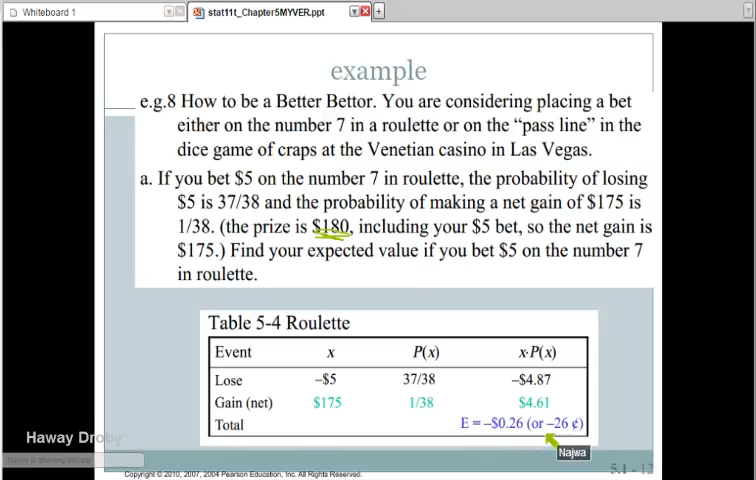 Whiteboard 1
stat11t_Chapter5MYVER.ppt
example
e.g.8 How to be a Better Bettor. You are considering placing a bet
either on the number 7 in a roulette or on the “pass line” in the
dice game of craps at the Venetian casino in Las Vegas.
a. If you bet $5 on the number 7 in roulette, the probability of losing
$5 is 37/38 and the probability of making a net gain of $175 is
1/38. (the prize is $180, including your $5 bet, so the net gain is
$175.) Find your expected value if you bet $5 on the number 7
in roulette.
Table 5-4 Roulette
Event x P(x) x·P(x)
Lose –$5 37/38 –$4.87
Gain (net) $175 1/38 $4.61
Total E = –$0.26 (or –26 ¢)
Haway Droby
Najwa
Copyright © 2010, 2007, 2004 Pearson Education, Inc. All Rights Reserved.